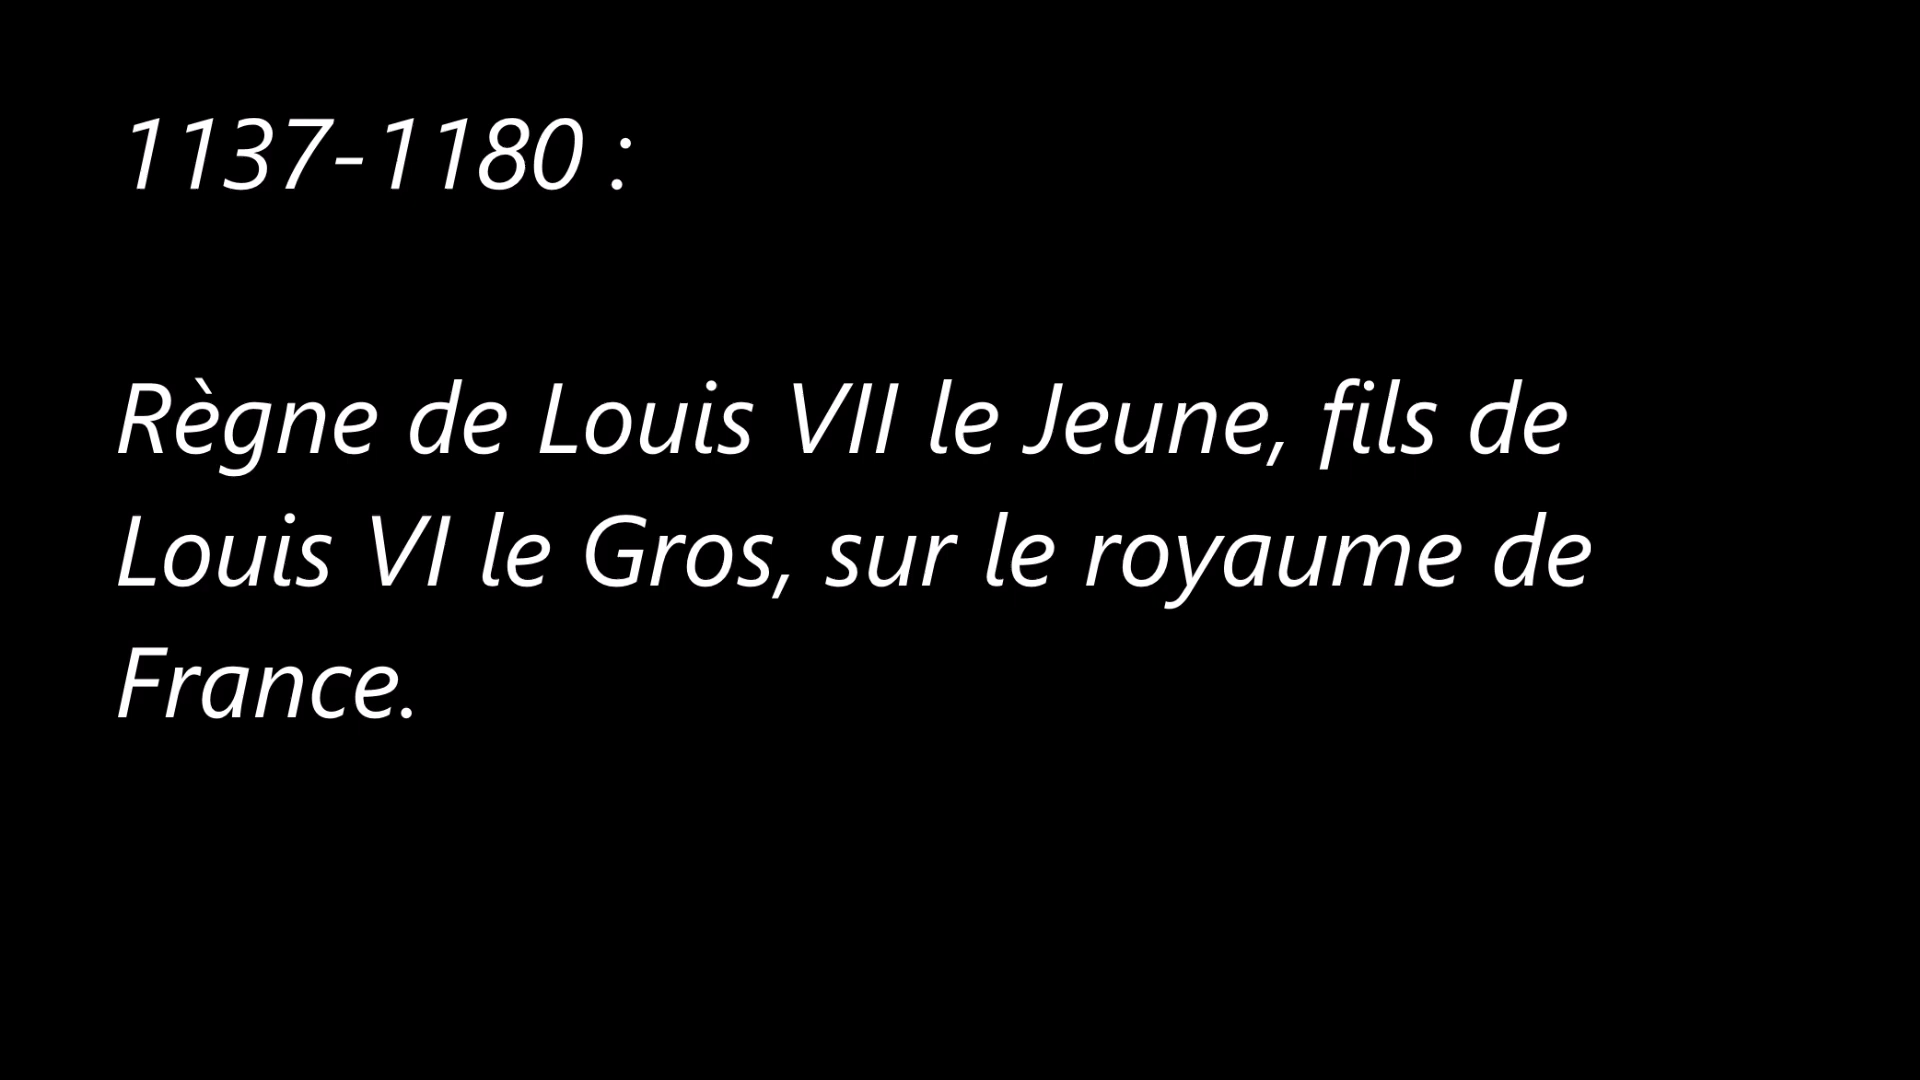 1137-1180 :
Règne de Louis VII le Jeune, fils de
Louis VI le Gros, sur le royaume de
France.